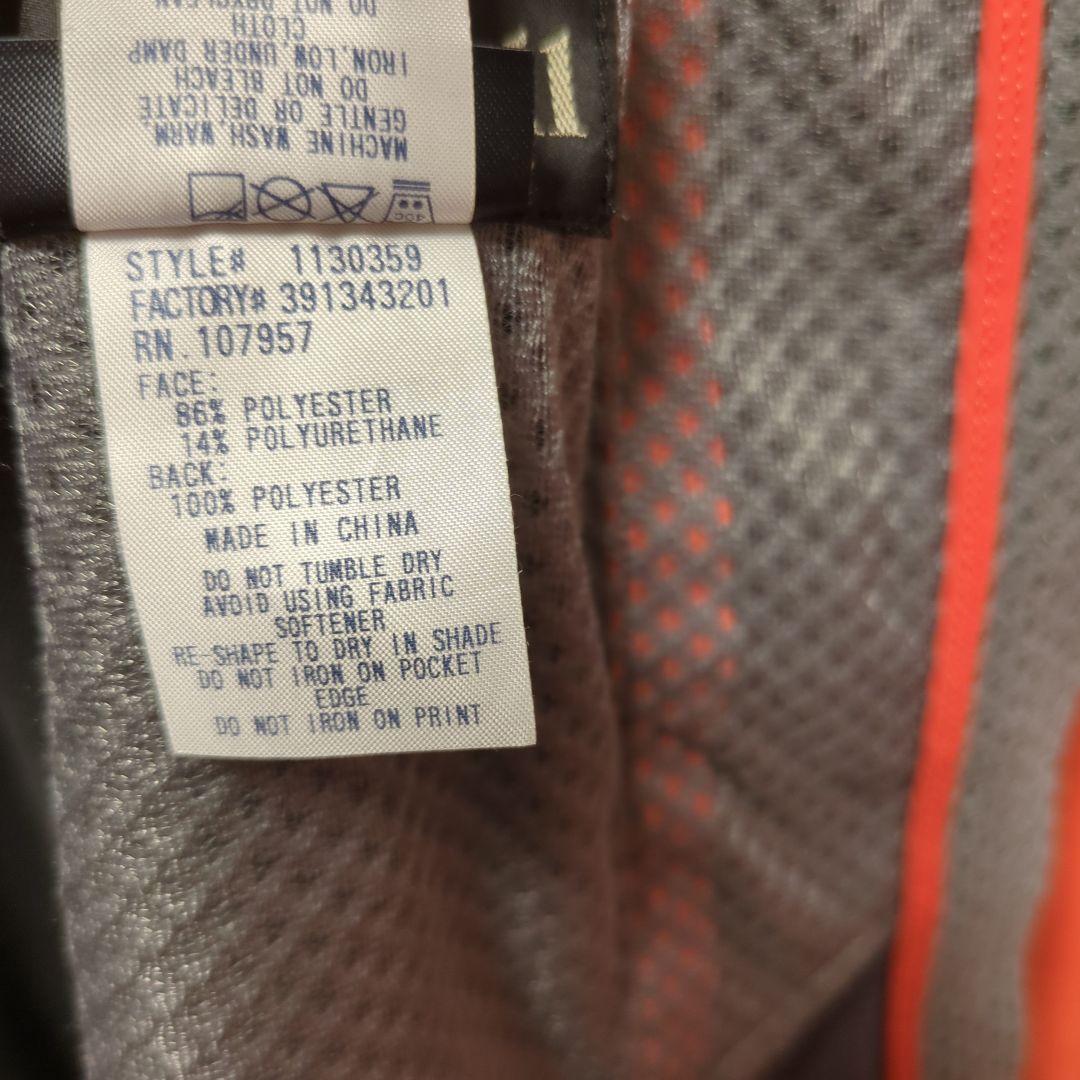 MACHINE WASH WARM
GENTLE OR DELICATE
DO NOT BLEACH
IRON,LOW,UNDER DAMP
CLOTH
DO NOT DRYCLEAN
STYLE# 1130359
FACTORY# 391343201
RN.107957
FACE:
86% POLYESTER
14% POLYURETHANE
BACK:
100% POLYESTER
MADE IN CHINA
DO NOT TUMBLE DRY
AVOID USING FABRIC
SOFTENER
RE-SHAPE TO DRY IN SHADE
DO NOT IRON ON POCKET
EDGE
DO NOT IRON ON PRINT